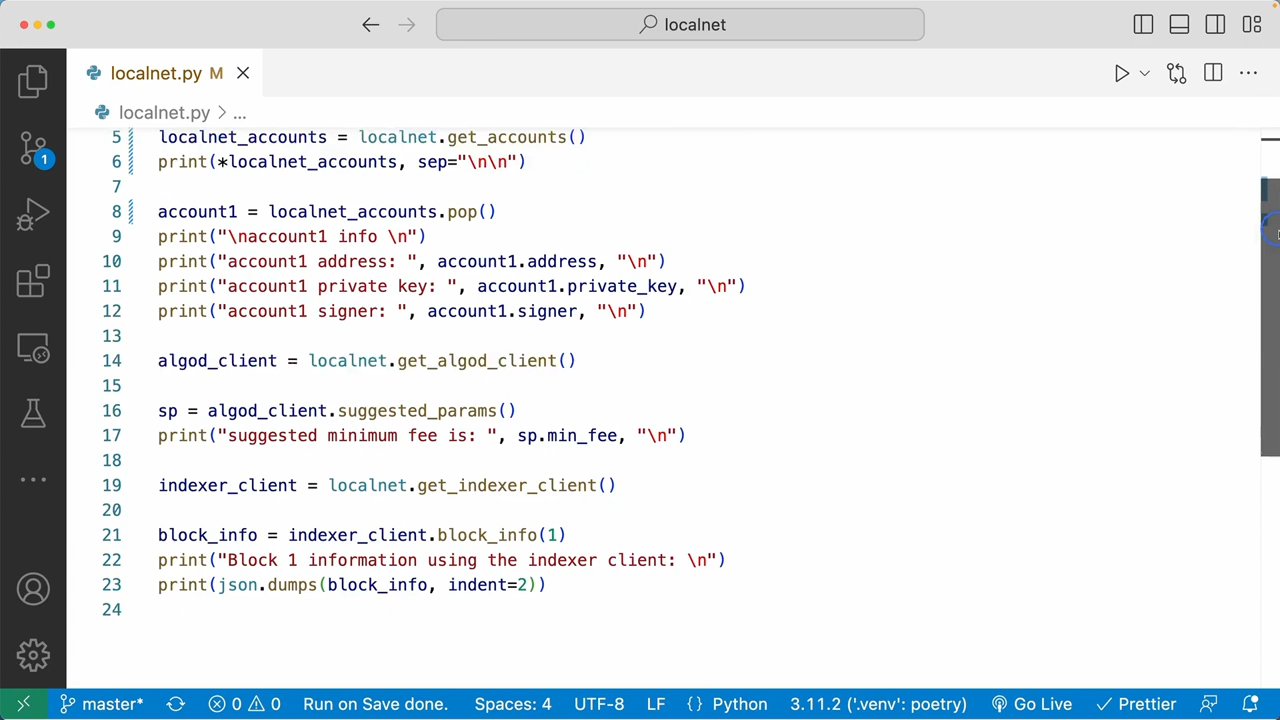 localnet
localnet.py M
localnet.py > ...
5 localnet_accounts = localnet.get_accounts()
6 print(*localnet_accounts, sep="\n\n")
7
8 account1 = localnet_accounts.pop()
9 print("\naccount1 info \n")
10 print("account1 address: ", account1.address, "\n")
11 print("account1 private key: ", account1.private_key, "\n")
12 print("account1 signer: ", account1.signer, "\n")
13
14 algod_client = localnet.get_algod_client()
15
16 sp = algod_client.suggested_params()
17 print("suggested minimum fee is: ", sp.min_fee, "\n")
18
19 indexer_client = localnet.get_indexer_client()
20
21 block_info = indexer_client.block_info(1)
22 print("Block 1 information using the indexer client: \n")
23 print(json.dumps(block_info, indent=2))
24
1
master* 0 0 Run on Save done. Spaces: 4 UTF-8 LF {} Python 3.11.2 ('.venv': poetry) Go Live Prettier